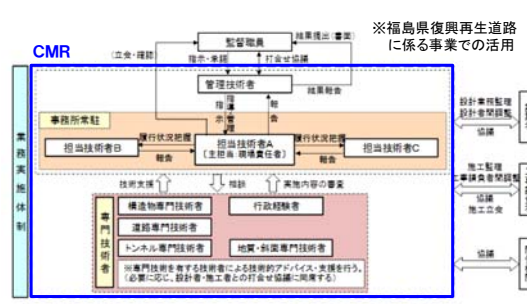 ※福島県復興再生道路
に係る事業での活用
CMR
監督職員
結果提出(書面)
(立会・確認)
指示・承諾
打合せ協議
管理技術者
結果報告
指導・管理
指示
報告
事務所常駐
履行状況把握
担当技術者B
報告
担当技術者A
(主担当:現場責任者)
履行状況把握
報告
担当技術者C
業務実施体制
技術支援
相談
実施内容の審査
専門技術者
構造物専門技術者
行政経験者
道路専門技術者
トンネル専門技術者
地質・斜面専門技術者
※専門技術を有する技術者による技術的アドバイス・支援を行う。
(必要に応じ、設計者・施工者との打合せ協議に同席する)
設計業務監理
設計者間調整
協議
施工監理
工事請負者間調整
協議
施工立会
協議